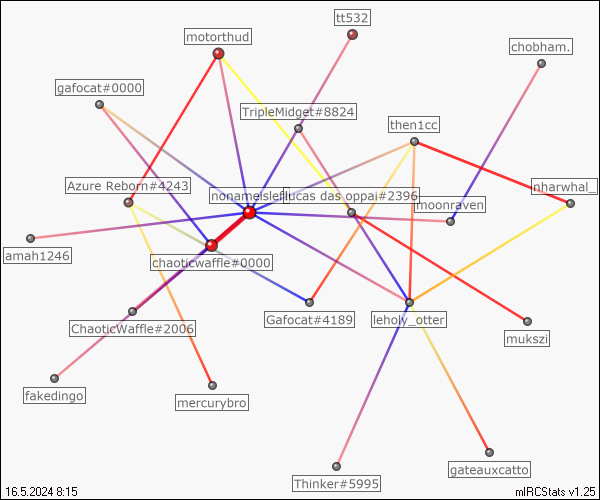 tt532
motorthud
chobham.
gafocat#0000
TripleMidget#8824
then1cc
Azure Reborn#4243
nonameisleft
lucas das oppai#2396
moonraven
nharwhal_
amah1246
chaoticwaffle#0000
ChaoticWaffle#2006
Gafocat#4189
leholy_otter
mukszi
fakedingo
mercurybro
gateauxcatto
Thinker#5995
16.5.2024 8:15
mIRCStats v1.25